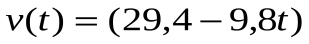 v(t) = (29,4 − 9,8t)